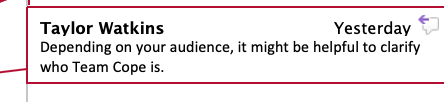 Taylor Watkins Yesterday
Depending on your audience, it might be helpful to clarify
who Team Cope is.